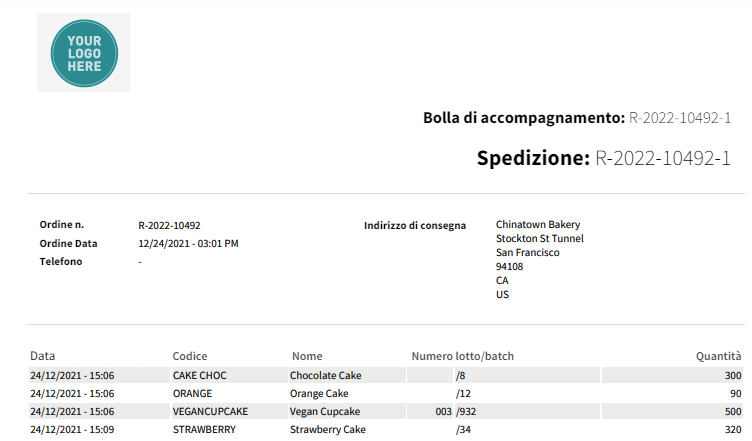 YOUR
LOGO
HERE
Bolla di accompagnamento: R-2022-10492-1
Spedizione: R-2022-10492-1
Ordine n. R-2022-10492
Ordine Data 12/24/2021 - 03:01 PM
Telefono -
Indirizzo di consegna Chinatown Bakery
Stockton St Tunnel
San Francisco
94108
CA
US
Data Codice Nome Numero lotto/batch Quantità
24/12/2021 - 15:06 CAKE CHOC Chocolate Cake /8 300
24/12/2021 - 15:06 ORANGE Orange Cake /12 90
24/12/2021 - 15:06 VEGANCUPCAKE Vegan Cupcake 003 /932 500
24/12/2021 - 15:09 STRAWBERRY Strawberry Cake /34 320